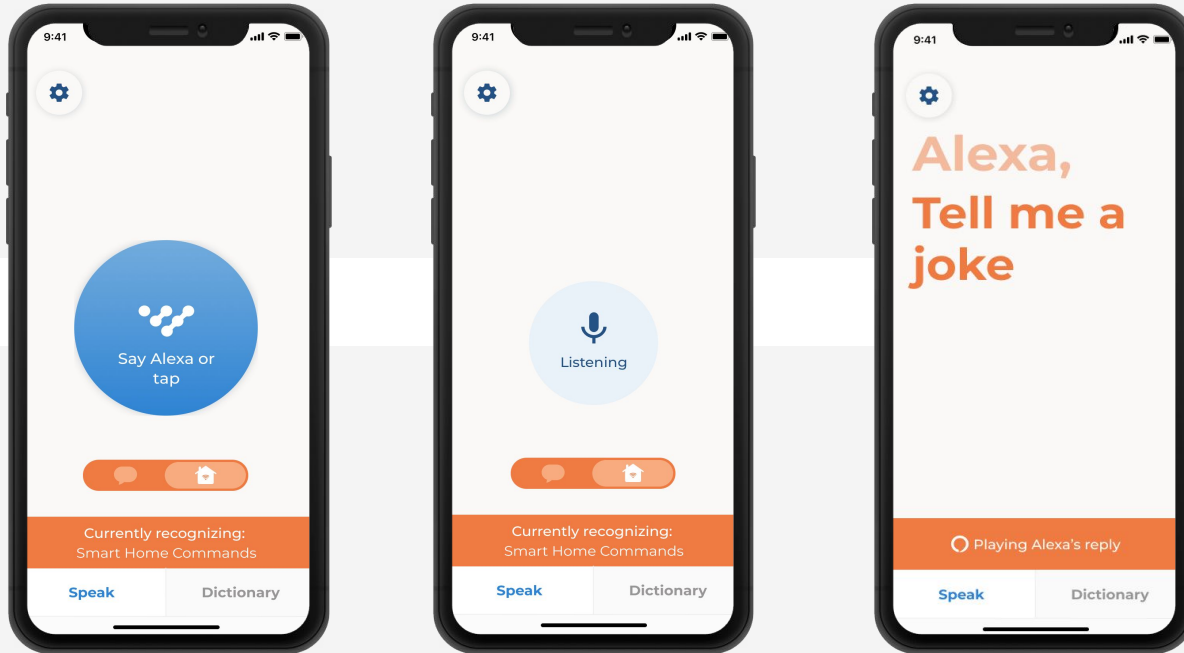 9:41
Say Alexa or
tap
Currently recognizing:
Smart Home Commands
Speak
Dictionary
9:41
Listening
Currently recognizing:
Smart Home Commands
Speak
Dictionary
9:41
Alexa,
Tell me a
joke
Playing Alexa's reply
Speak
Dictionary